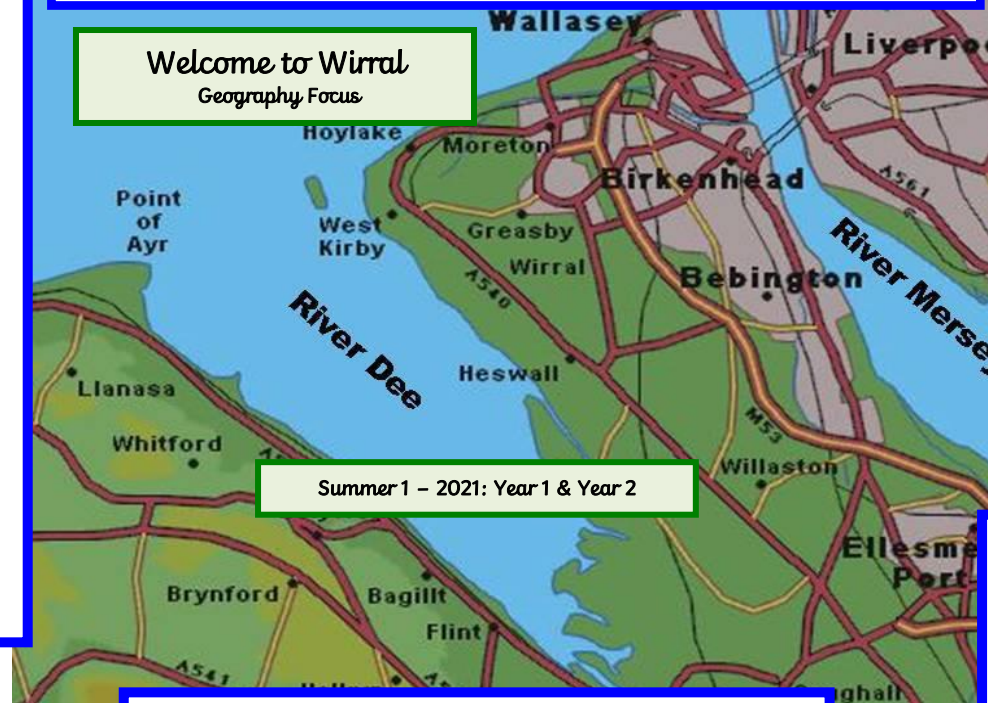 Wallasey
Liverpoo
Welcome to Wirral
Geography Focus
Hoylake
Moreton
Birkenhead
A561
Point
of
Ayr
West
Kirby
Greasby
Wirral
A540
Bebington
River Mersey
River Dee
Heswall
Llanasa
Whitford
M53
Willaston
Summer 1 – 2021: Year 1 & Year 2
Ellesme
Port
Brynford
Bagillt
Flint
A541